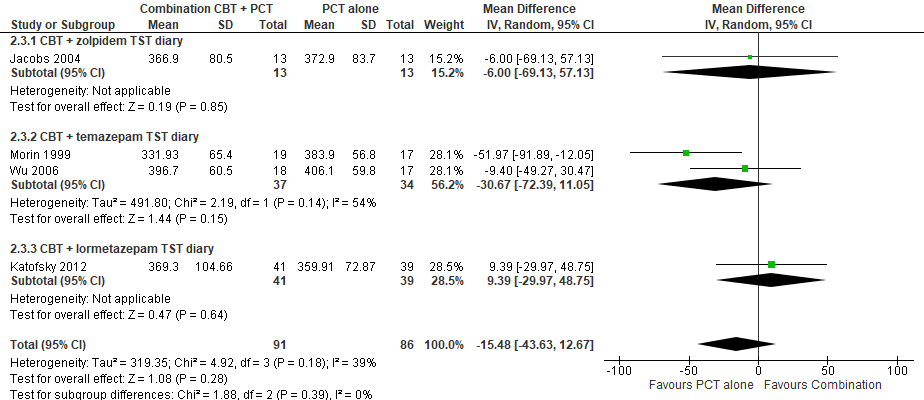 Combination CBT + PCT PCT alone Mean Difference Mean Difference
Study or Subgroup Mean SD Total Mean SD Total Weight IV, Random, 95% CI IV, Random, 95% CI
2.3.1 CBT + zolpidem TST diary
Jacobs 2004 366.9 80.5 13 372.9 83.7 13 15.2% -6.00 [-69.13, 57.13]
Subtotal (95% CI) 13 13 15.2% -6.00 [-69.13, 57.13]
Heterogeneity: Not applicable
Test for overall effect: Z = 0.19 (P = 0.85)
2.3.2 CBT + temazepam TST diary
Morin 1999 331.93 65.4 19 383.9 56.8 17 28.1% -51.97 [-91.89, -12.05]
Wu 2006 396.7 60.5 18 406.1 59.8 17 28.1% -9.40 [-49.27, 30.47]
Subtotal (95% CI) 37 34 56.2% -30.67 [-72.39, 11.05]
Heterogeneity: Tau² = 491.80; Chi² = 2.19, df = 1 (P = 0.14); I² = 54%
Test for overall effect: Z = 1.44 (P = 0.15)
2.3.3 CBT + lormetazepam TST diary
Katofsky 2012 369.3 104.66 41 359.91 72.87 39 28.5% 9.39 [-29.97, 48.75]
Subtotal (95% CI) 41 39 28.5% 9.39 [-29.97, 48.75]
Heterogeneity: Not applicable
Test for overall effect: Z = 0.47 (P = 0.64)
Total (95% CI) 91 86 100.0% -15.48 [-43.63, 12.67]
Heterogeneity: Tau² = 319.35; Chi² = 4.92, df = 3 (P = 0.18); I² = 39%
Test for overall effect: Z = 1.08 (P = 0.28)
Test for subgroup differences: Chi² = 1.88, df = 2 (P = 0.39), I² = 0%
-100 -50 0 50 100
Favours PCT alone Favours Combination